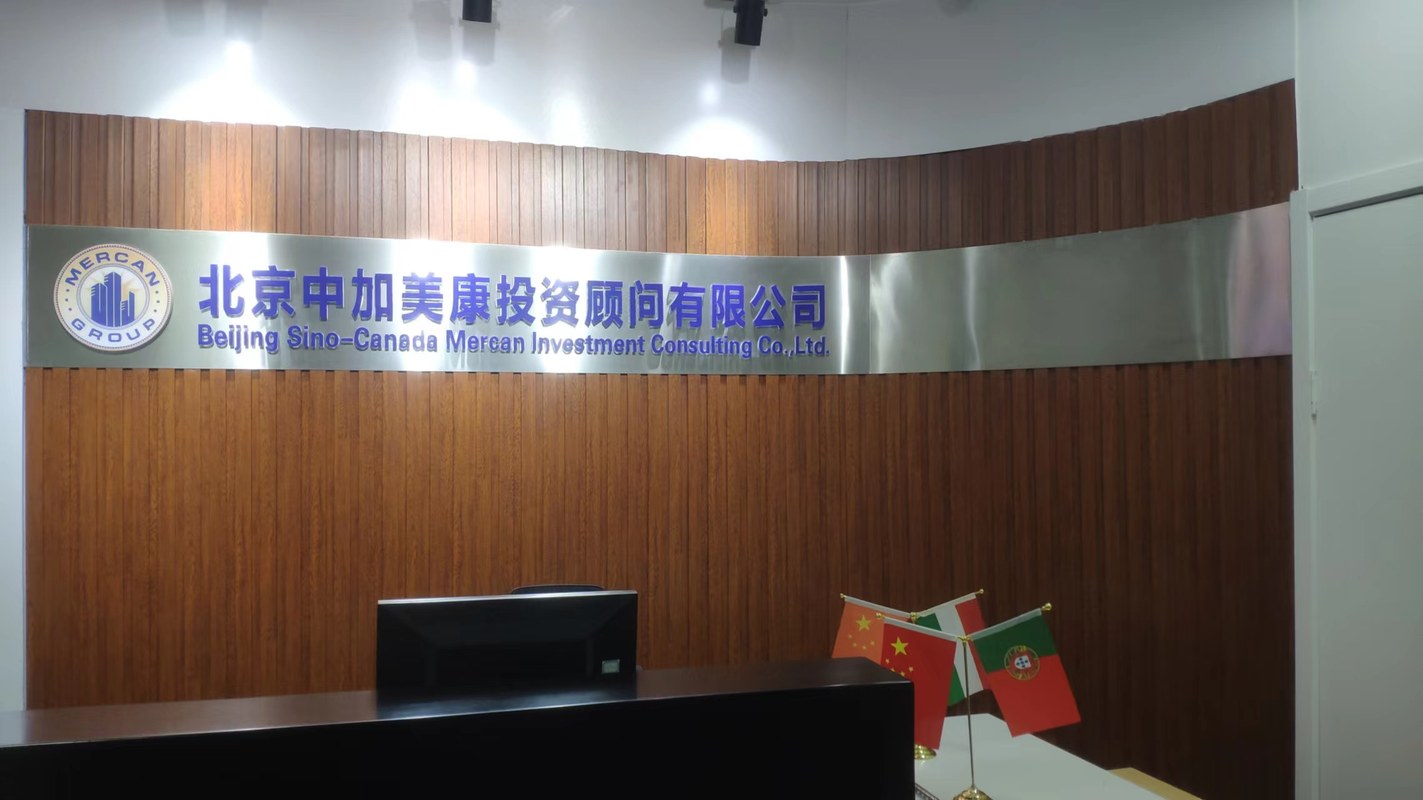 MERCAN GROUP
北京中加美康投资顾问有限公司
Beijing Sino-Canada Mercan Investment Consulting Co.,Ltd.